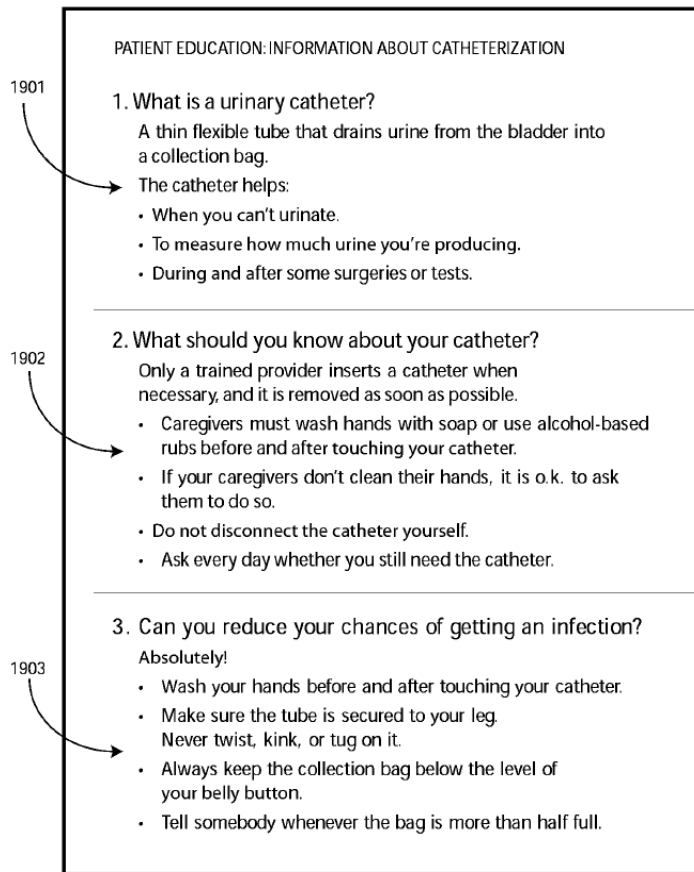 PATIENT EDUCATION: INFORMATION ABOUT CATHETERIZATION
1901
1. What is a urinary catheter?
A thin flexible tube that drains urine from the bladder into
a collection bag.
The catheter helps:
• When you can't urinate.
• To measure how much urine you're producing.
• During and after some surgeries or tests.
1902
2. What should you know about your catheter?
Only a trained provider inserts a catheter when
necessary, and it is removed as soon as possible.
• Caregivers must wash hands with soap or use alcohol-based
rubs before and after touching your catheter.
• If your caregivers don't clean their hands, it is o.k. to ask
them to do so.
• Do not disconnect the catheter yourself.
• Ask every day whether you still need the catheter.
1903
3. Can you reduce your chances of getting an infection?
Absolutely!
• Wash your hands before and after touching your catheter.
• Make sure the tube is secured to your leg.
Never twist, kink, or tug on it.
• Always keep the collection bag below the level of
your belly button.
• Tell somebody whenever the bag is more than half full.